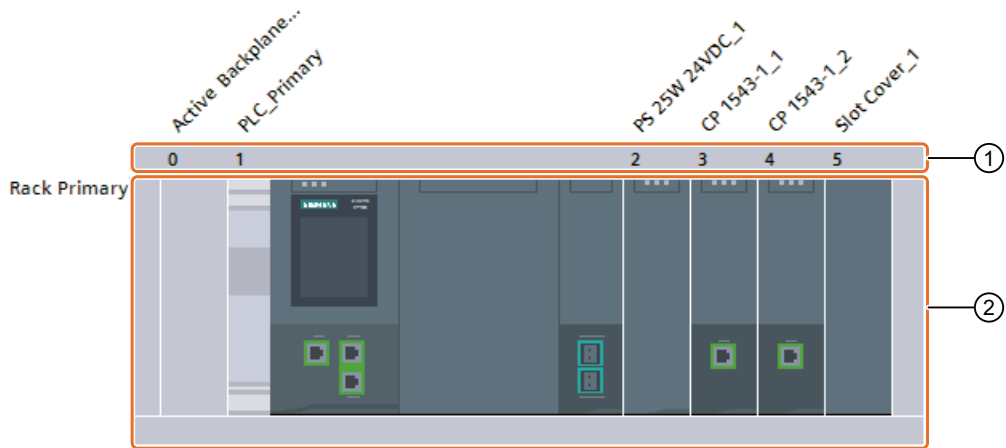 Active Backplane...
PLC_Primary
PS 25W 24VDC_1
CP 1543-1_1
CP 1543-1_2
Slot Cover_1
0 1 2 3 4 5
1
Rack Primary
SIEMENS
2